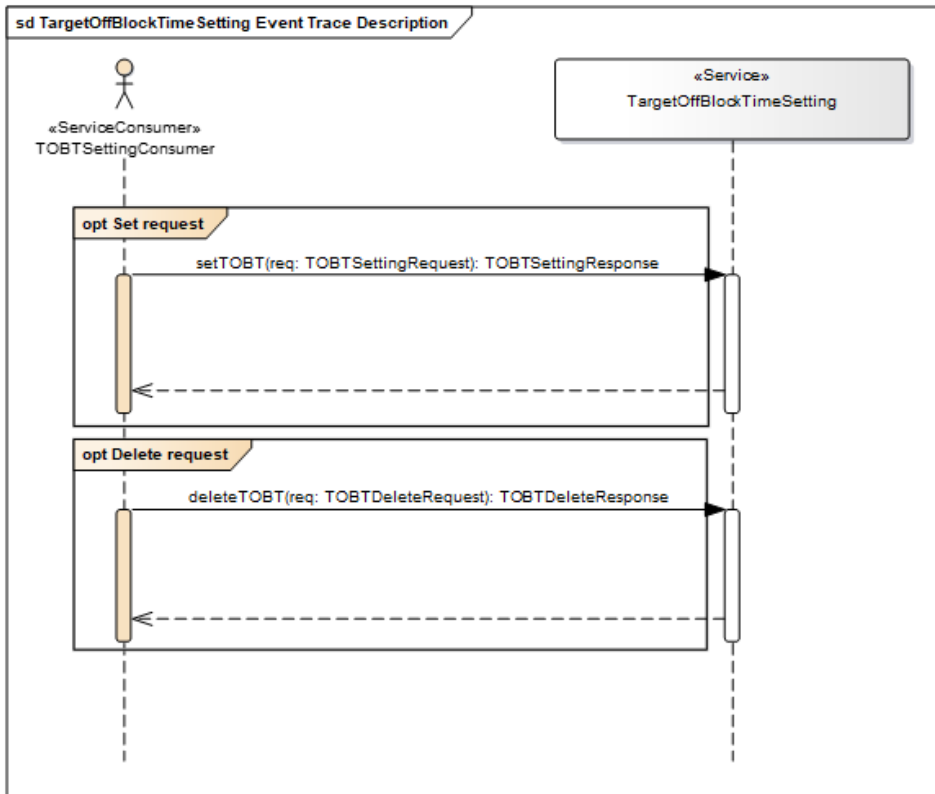 sd TargetOffBlockTimeSetting Event Trace Description
«ServiceConsumer»
TOBTSettingConsumer
«Service»
TargetOffBlockTimeSetting
opt Set request
setTOBT(req: TOBTSettingRequest): TOBTSettingResponse
opt Delete request
deleteTOBT(req: TOBTDeleteRequest): TOBTDeleteResponse